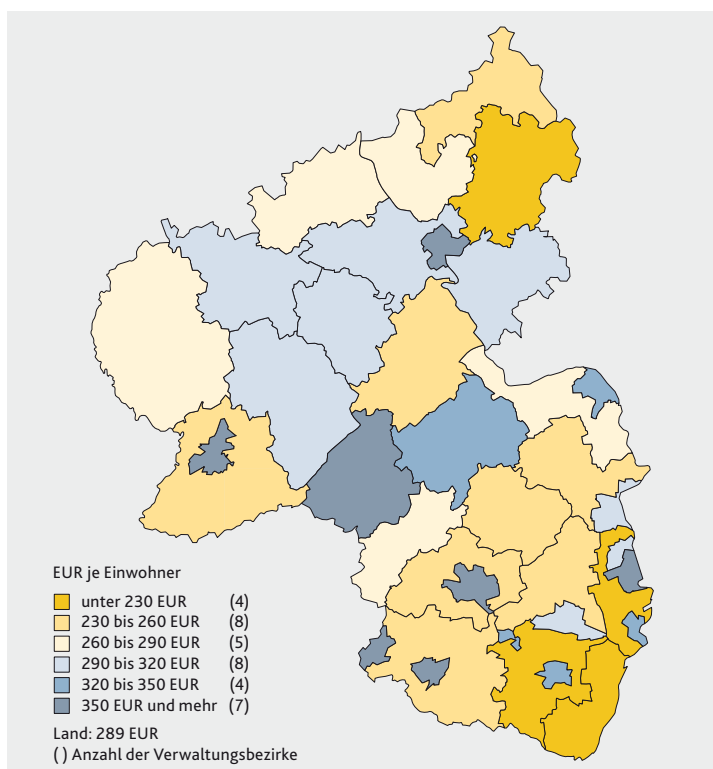 EUR je Einwohner
unter 230 EUR (4)
230 bis 260 EUR (8)
260 bis 290 EUR (5)
290 bis 320 EUR (8)
320 bis 350 EUR (4)
350 EUR und mehr (7)
Land: 289 EUR
( ) Anzahl der Verwaltungsbezirke